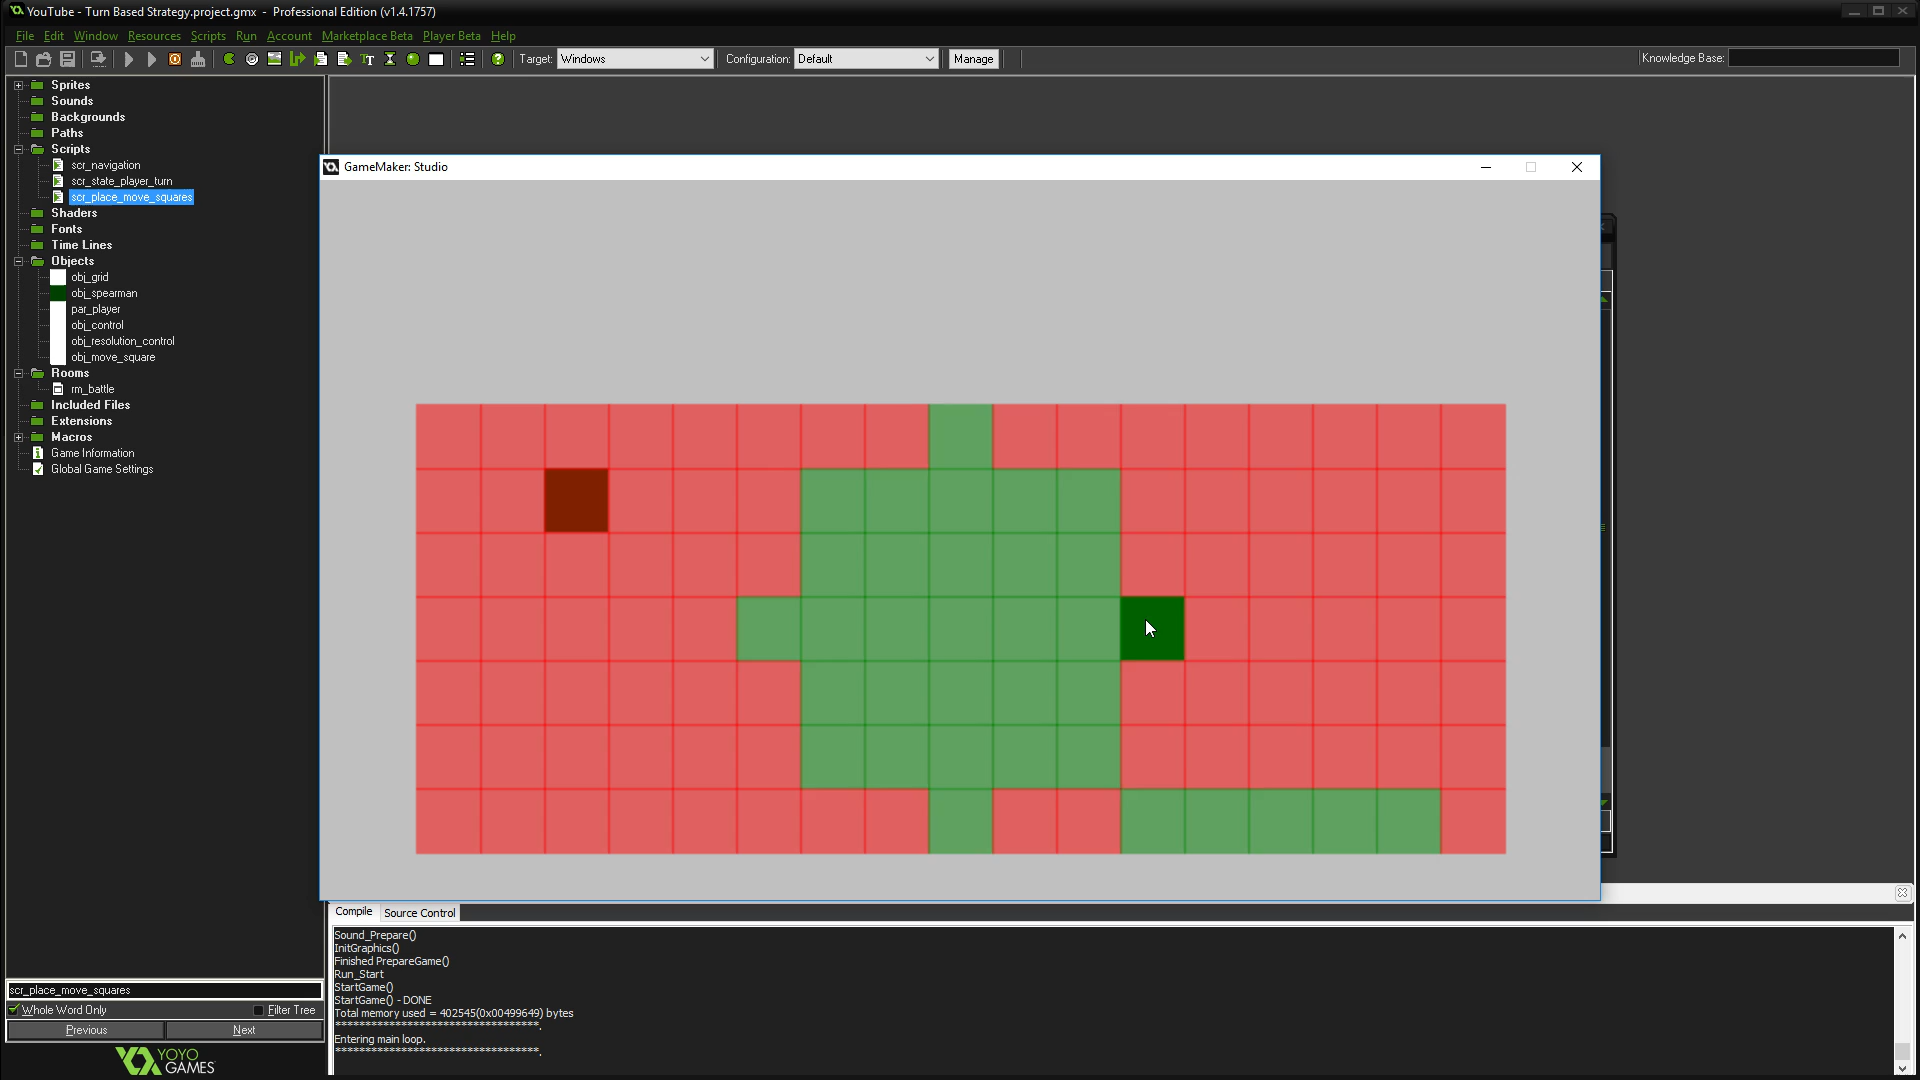 YouTube - Turn Based Strategy.project.gmx - Professional Edition (v1.4.1757)
File Edit Window Resources Scripts Run Account Marketplace Beta Player Beta Help
Target: Windows Configuration: Default Manage Knowledge Base:
Sprites
Sounds
Backgrounds
Paths
Scripts
scr_navigation
scr_state_player_turn
scr_place_move_squares
Shaders
Fonts
Time Lines
Objects
obj_grid
obj_spearman
par_player
obj_control
obj_resolution_control
obj_move_square
Rooms
rm_battle
Included Files
Extensions
Macros
Game Information
Global Game Settings
scr_place_move_squares
Whole Word Only Filter Tree
Previous Next
YOYO
GAMES
GameMaker: Studio
Compile Source Control
Sound_Prepare()
InitGraphics()
Finished PrepareGame()
Run_Start
StartGame()
StartGame() - DONE
Total memory used = 402545(0x00499649) bytes
**********************************.
Entering main loop.
**********************************.